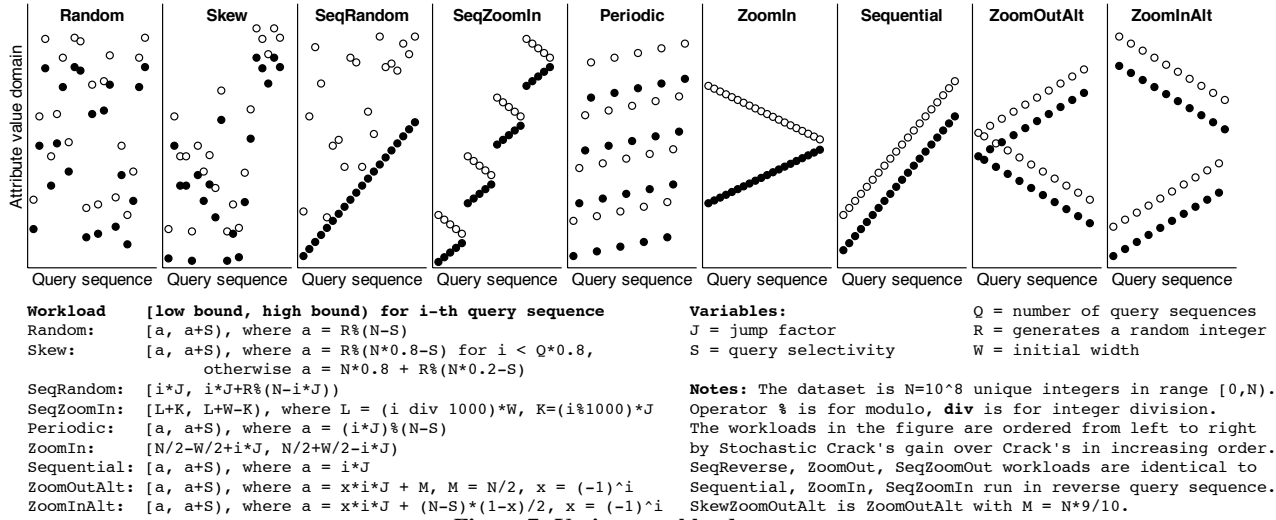 Random Skew SeqRandom SeqZoomIn Periodic ZoomIn Sequential ZoomOutAlt ZoomInAlt
Attribute value domain
Query sequence Query sequence Query sequence Query sequence Query sequence Query sequence Query sequence Query sequence Query sequence
Workload [low bound, high bound) for i-th query sequence
Random: [a, a+S), where a = R%(N-S)
Skew: [a, a+S), where a = R%(N*0.8-S) for i < Q*0.8,
otherwise a = N*0.8 + R%(N*0.2-S)
SeqRandom: [i*J, i*J+R%(N-i*J))
SeqZoomIn: [L+K, L+W-K), where L = (i div 1000)*W, K=(i%1000)*J
Periodic: [a, a+S), where a = (i*J)%(N-S)
ZoomIn: [N/2-W/2+i*J, N/2+W/2-i*J)
Sequential: [a, a+S), where a = i*J
ZoomOutAlt: [a, a+S), where a = x*i*J + M, M = N/2, x = (-1)^i
ZoomInAlt: [a, a+S), where a = x*i*J + (N-S)*(1-x)/2, x = (-1)^i
Variables: Q = number of query sequences
J = jump factor R = generates a random integer
S = query selectivity W = initial width
Notes: The dataset is N=10^8 unique integers in range [0,N).
Operator % is for modulo, div is for integer division.
The workloads in the figure are ordered from left to right
by Stochastic Crack's gain over Crack's in increasing order.
SeqReverse, ZoomOut, SeqZoomOut workloads are identical to
Sequential, ZoomIn, SeqZoomIn run in reverse query sequence.
SkewZoomOutAlt is ZoomOutAlt with M = N*9/10.